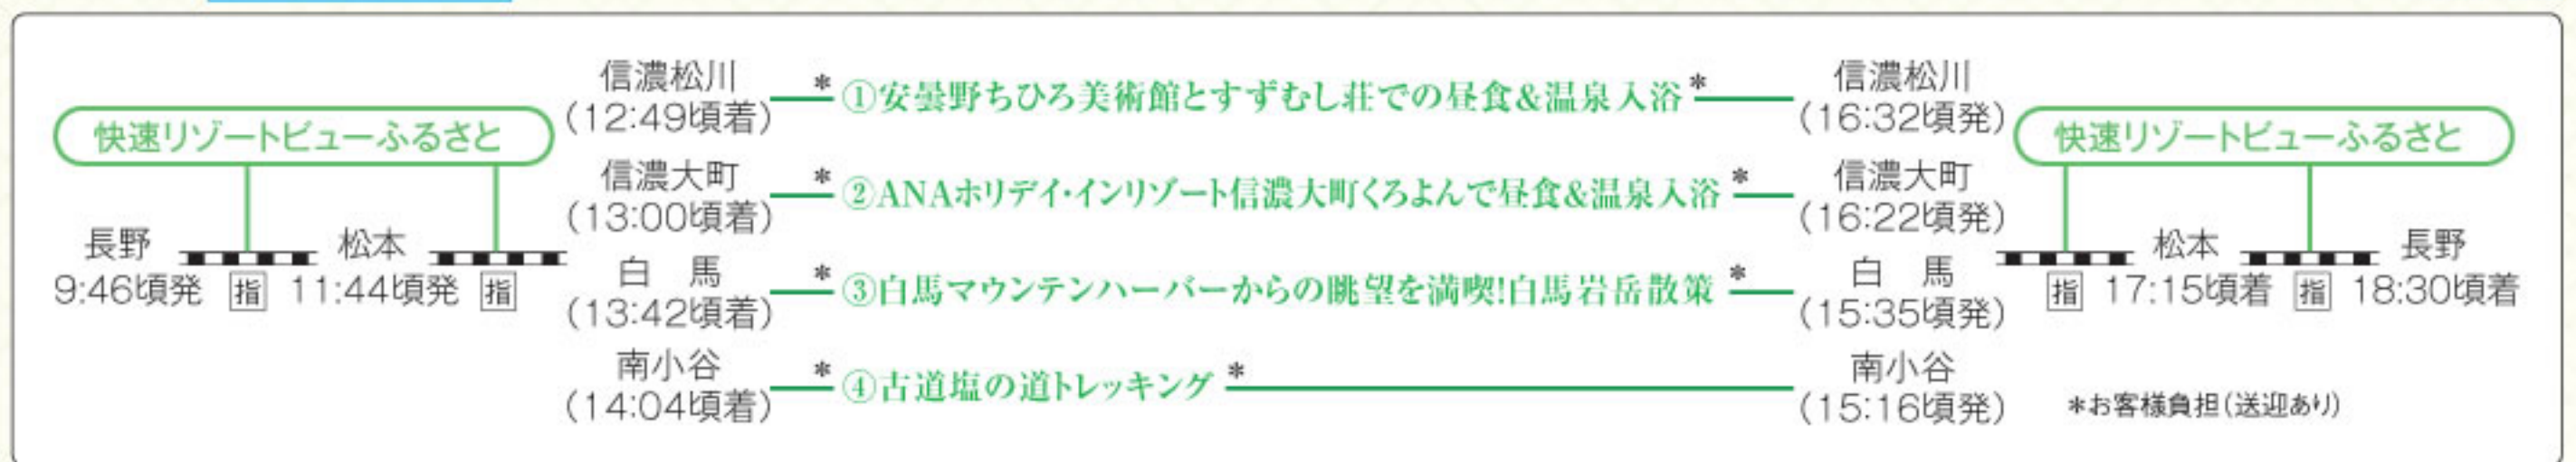 快速リゾートビューふるさと
長野
9:46頃発
指
松本
11:44頃発
指
信濃松川
(12:49頃着)
*①安曇野ちひろ美術館とすずむし荘での昼食&温泉入浴*
信濃松川
(16:32頃発)
信濃大町
(13:00頃着)
*②ANAホリデイ・インリゾート信濃大町くろよんで昼食&温泉入浴*
信濃大町
(16:22頃発)
白 馬
(13:42頃着)
*③白馬マウンテンハーバーからの眺望を満喫!白馬岩岳散策*
白 馬
(15:35頃発)
南小谷
(14:04頃着)
*④古道塩の道トレッキング*
南小谷
(15:16頃発)
快速リゾートビューふるさと
指
松本
17:15頃着
指
長野
18:30頃着
*お客様負担(送迎あり)